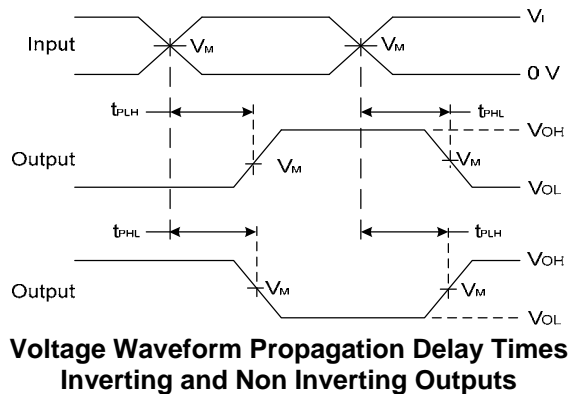 VI
Input
VM
VM
0 V
tPLH
tPHL
VOH
Output
VM
VM
VOL
tPHL
tPLH
VOH
Output
VM
VM
VOL
Voltage Waveform Propagation Delay Times
Inverting and Non Inverting Outputs